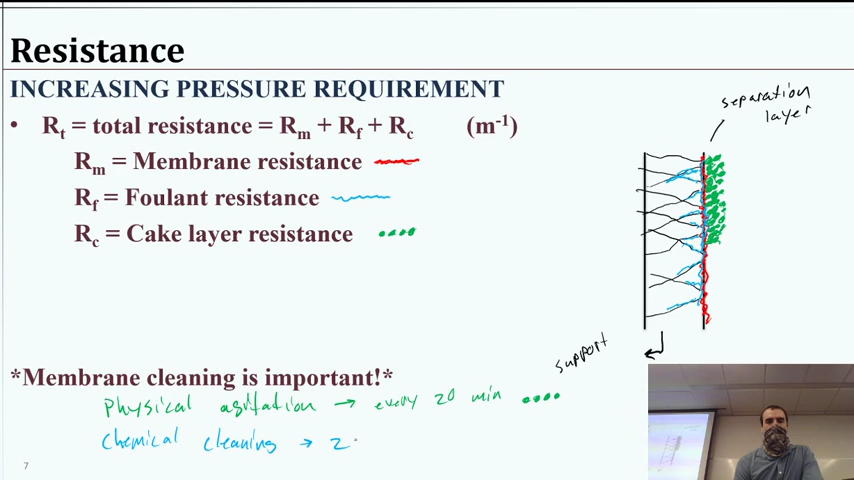 Resistance
INCREASING PRESSURE REQUIREMENT
• Rt = total resistance = Rm + Rf + Rc (m-1)
Rm = Membrane resistance
Rf = Foulant resistance
Rc = Cake layer resistance
separation
layer
support
*Membrane cleaning is important!*
Physical agitation → every 20 min
Chemical cleaning → 2
7